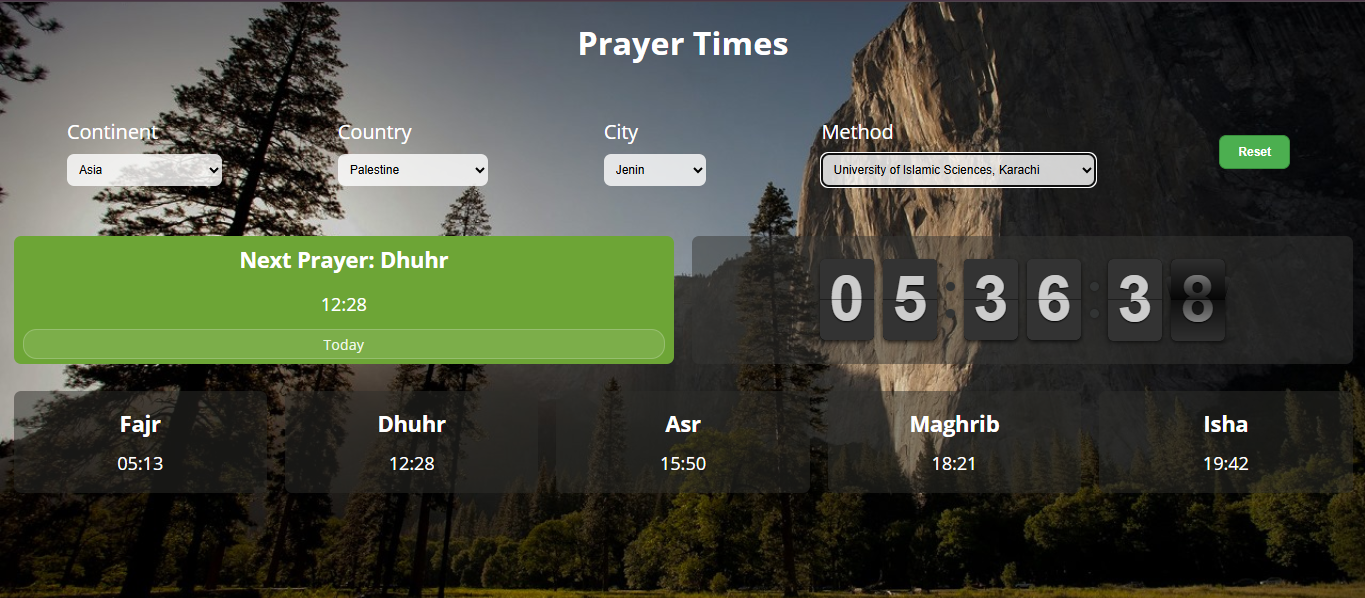 Prayer Times
Continent Country City Method
Asia Palestine Jenin University of Islamic Sciences, Karachi Reset
Next Prayer: Dhuhr
12:28
Today
05:36:38
Fajr Dhuhr Asr Maghrib Isha
05:13 12:28 15:50 18:21 19:42